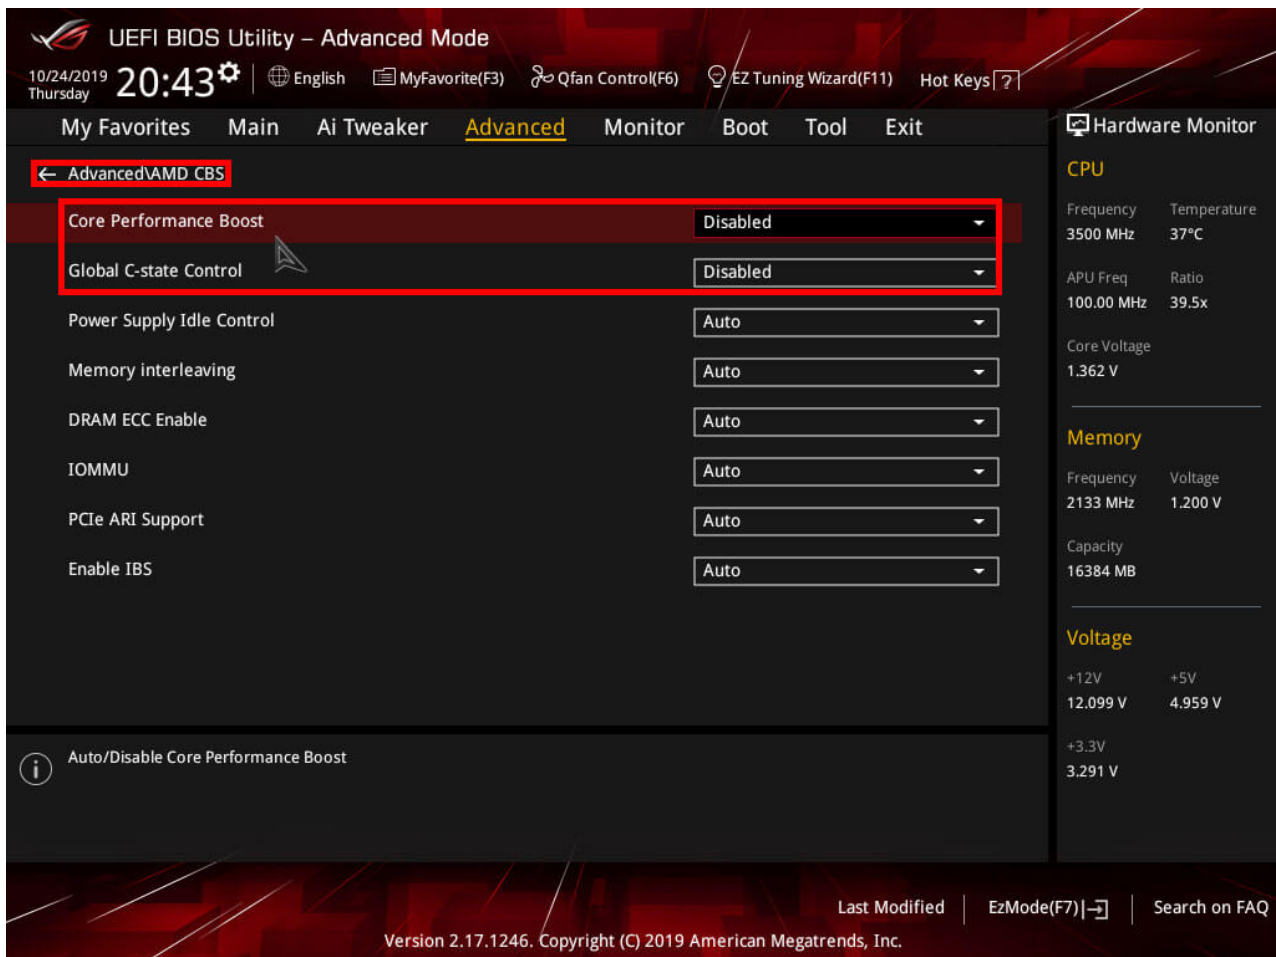 UEFI BIOS Utility – Advanced Mode
10/24/2019
Thursday
20:43
English
MyFavorite(F3)
Qfan Control(F6)
EZ Tuning Wizard(F11)
Hot Keys ?
My Favorites Main Ai Tweaker Advanced Monitor Boot Tool Exit
← Advanced\AMD CBS
Core Performance Boost Disabled
Global C-state Control Disabled
Power Supply Idle Control Auto
Memory interleaving Auto
DRAM ECC Enable Auto
IOMMU Auto
PCIe ARI Support Auto
Enable IBS Auto
Auto/Disable Core Performance Boost
Hardware Monitor
CPU
Frequency Temperature
3500 MHz 37°C
APU Freq Ratio
100.00 MHz 39.5x
Core Voltage
1.362 V
Memory
Frequency Voltage
2133 MHz 1.200 V
Capacity
16384 MB
Voltage
+12V +5V
12.099 V 4.959 V
+3.3V
3.291 V
Last Modified
EzMode(F7)
Search on FAQ
Version 2.17.1246. Copyright (C) 2019 American Megatrends, Inc.